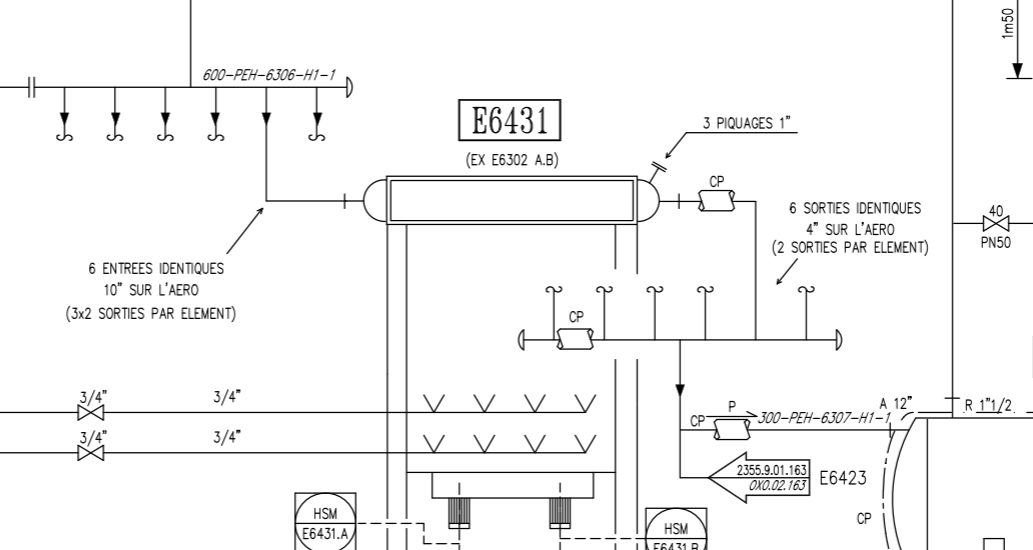 1m50
600-PEH-6306-H1-1
E6431
(EX E6302 A.B)
3 PIQUAGES 1"
CP
6 SORTIES IDENTIQUES
4" SUR L'AERO
(2 SORTIES PAR ELEMENT)
40
PN50
6 ENTREES IDENTIQUES
10" SUR L'AERO
(3x2 SORTIES PAR ELEMENT)
CP
3/4" 3/4"
3/4" 3/4"
A 12" R 1"1/2
CP P 300-PEH-6307-H1-1
2355.9.01.163
0X0.02.163
E6423
CP
HSM
E6431.A
HSM
E6431.B